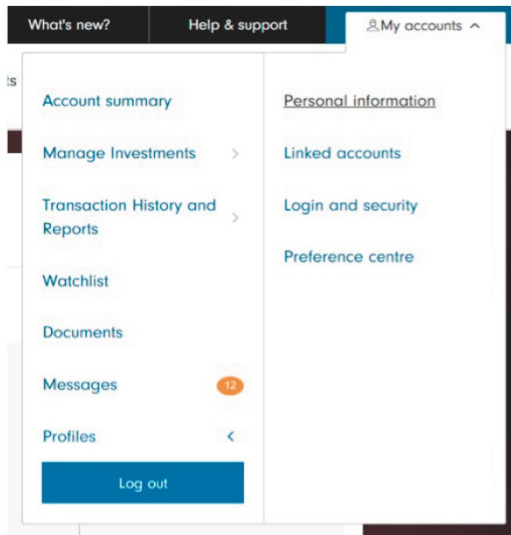 What's new?
Help & support
My accounts
ts
Account summary
Personal information
Manage Investments
Linked accounts
Transaction History and
Reports
Login and security
Watchlist
Preference centre
Documents
Messages
12
Profiles
Log out